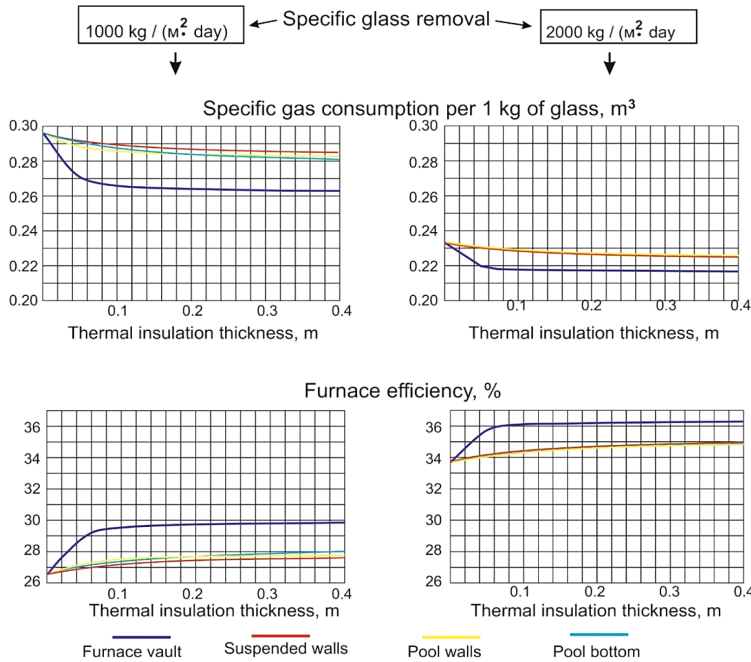 Specific glass removal
1000 kg / (м².  day)
2000 kg / (м².  day
Specific gas consumption per 1 kg of glass, m³
0.30
0.28
0.26
0.24
0.22
0.20
0.1 0.2 0.3 0.4
Thermal insulation thickness, m
0.30
0.28
0.26
0.24
0.22
0.20
0.1 0.2 0.3 0.4
Thermal insulation thickness, m
Furnace efficiency, %
36
34
32
30
28
26
0.1 0.2 0.3 0.4
Thermal insulation thickness, m
36
34
32
30
28
26
0.1 0.2 0.3 0.4
Thermal insulation thickness, m
Furnace vault
Suspended walls
Pool walls
Pool bottom